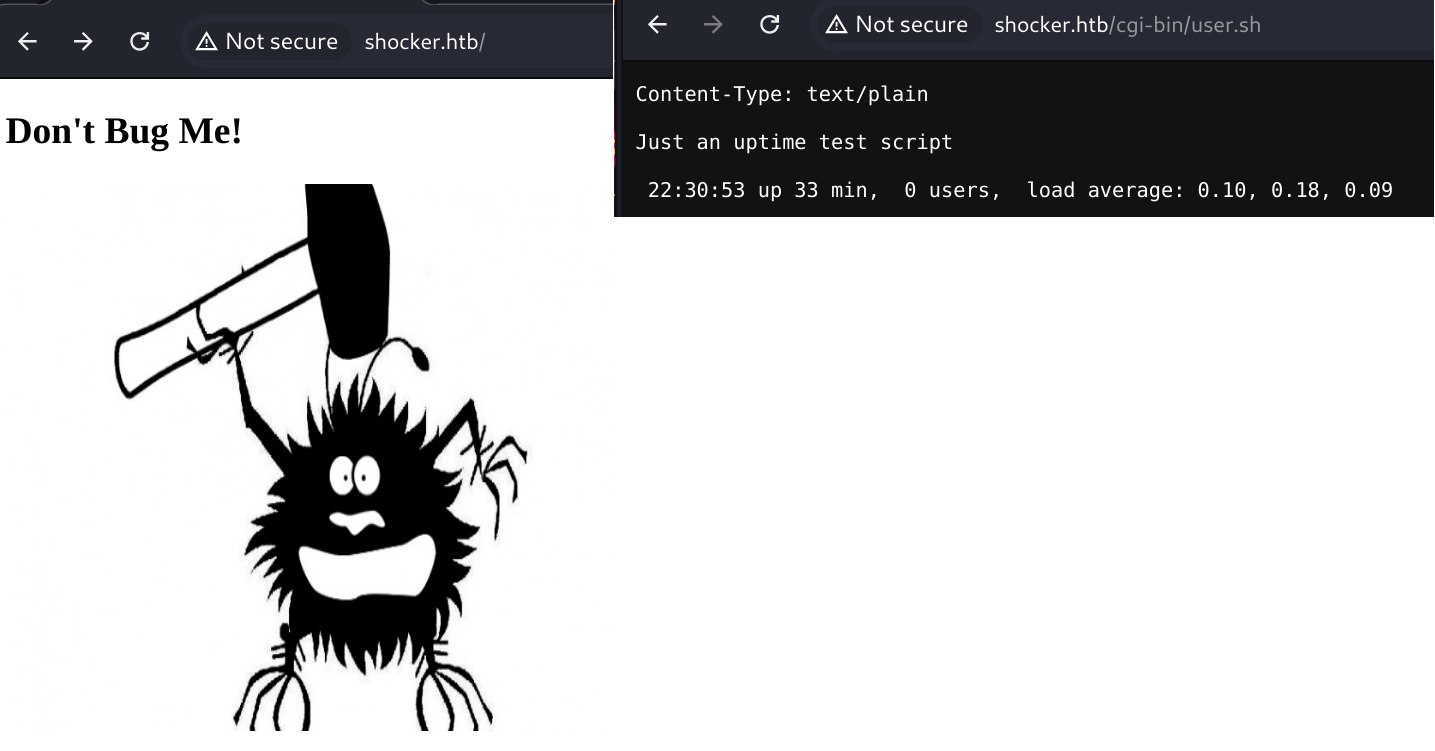 Not secure shocker.htb/
Don't Bug Me!
Not secure shocker.htb/cgi-bin/user.sh
Content-Type: text/plain
Just an uptime test script
22:30:53 up 33 min,  0 users,  load average: 0.10, 0.18, 0.09